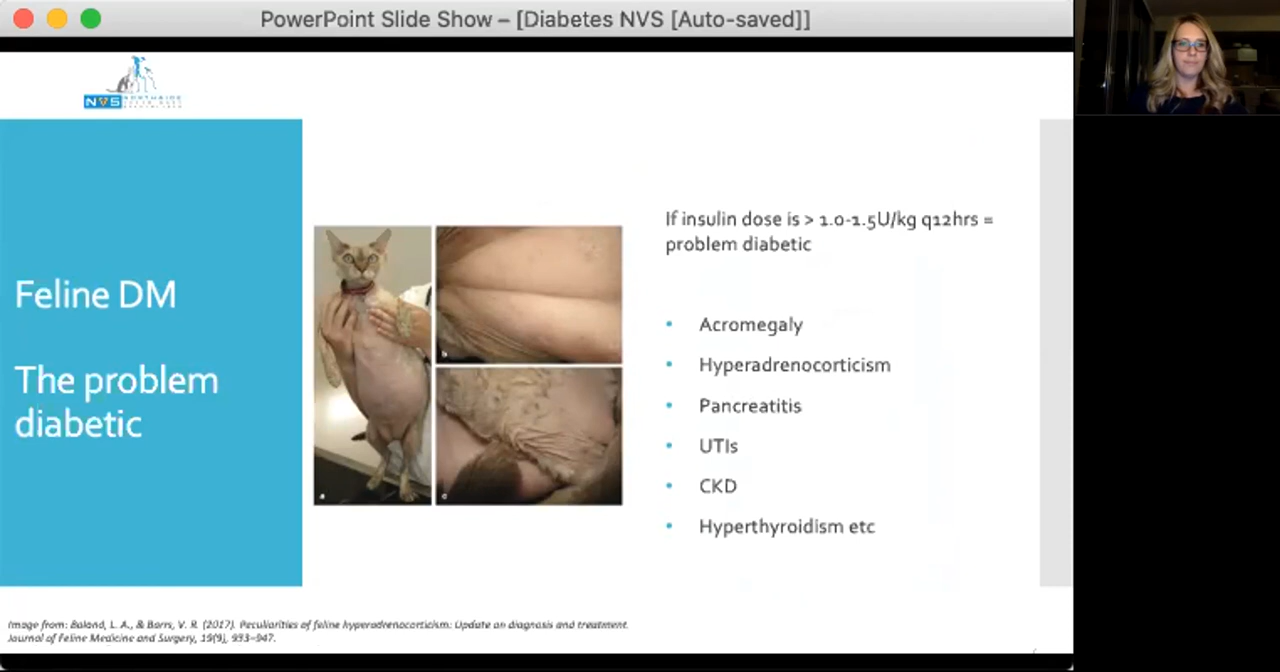 PowerPoint Slide Show – [Diabetes NVS [Auto-saved]]
NVS
Feline DM
The problem
diabetic
a
b
c
If insulin dose is > 1.0-1.5U/kg q12hrs =
problem diabetic
• Acromegaly
• Hyperadrenocorticism
• Pancreatitis
• UTIs
• CKD
• Hyperthyroidism etc
Image from: Boland, L. A., & Barrs, V. R. (2017). Peculiarities of feline hyperadrenocorticism: Update on diagnosis and treatment.
Journal of Feline Medicine and Surgery, 19(9), 933–947.